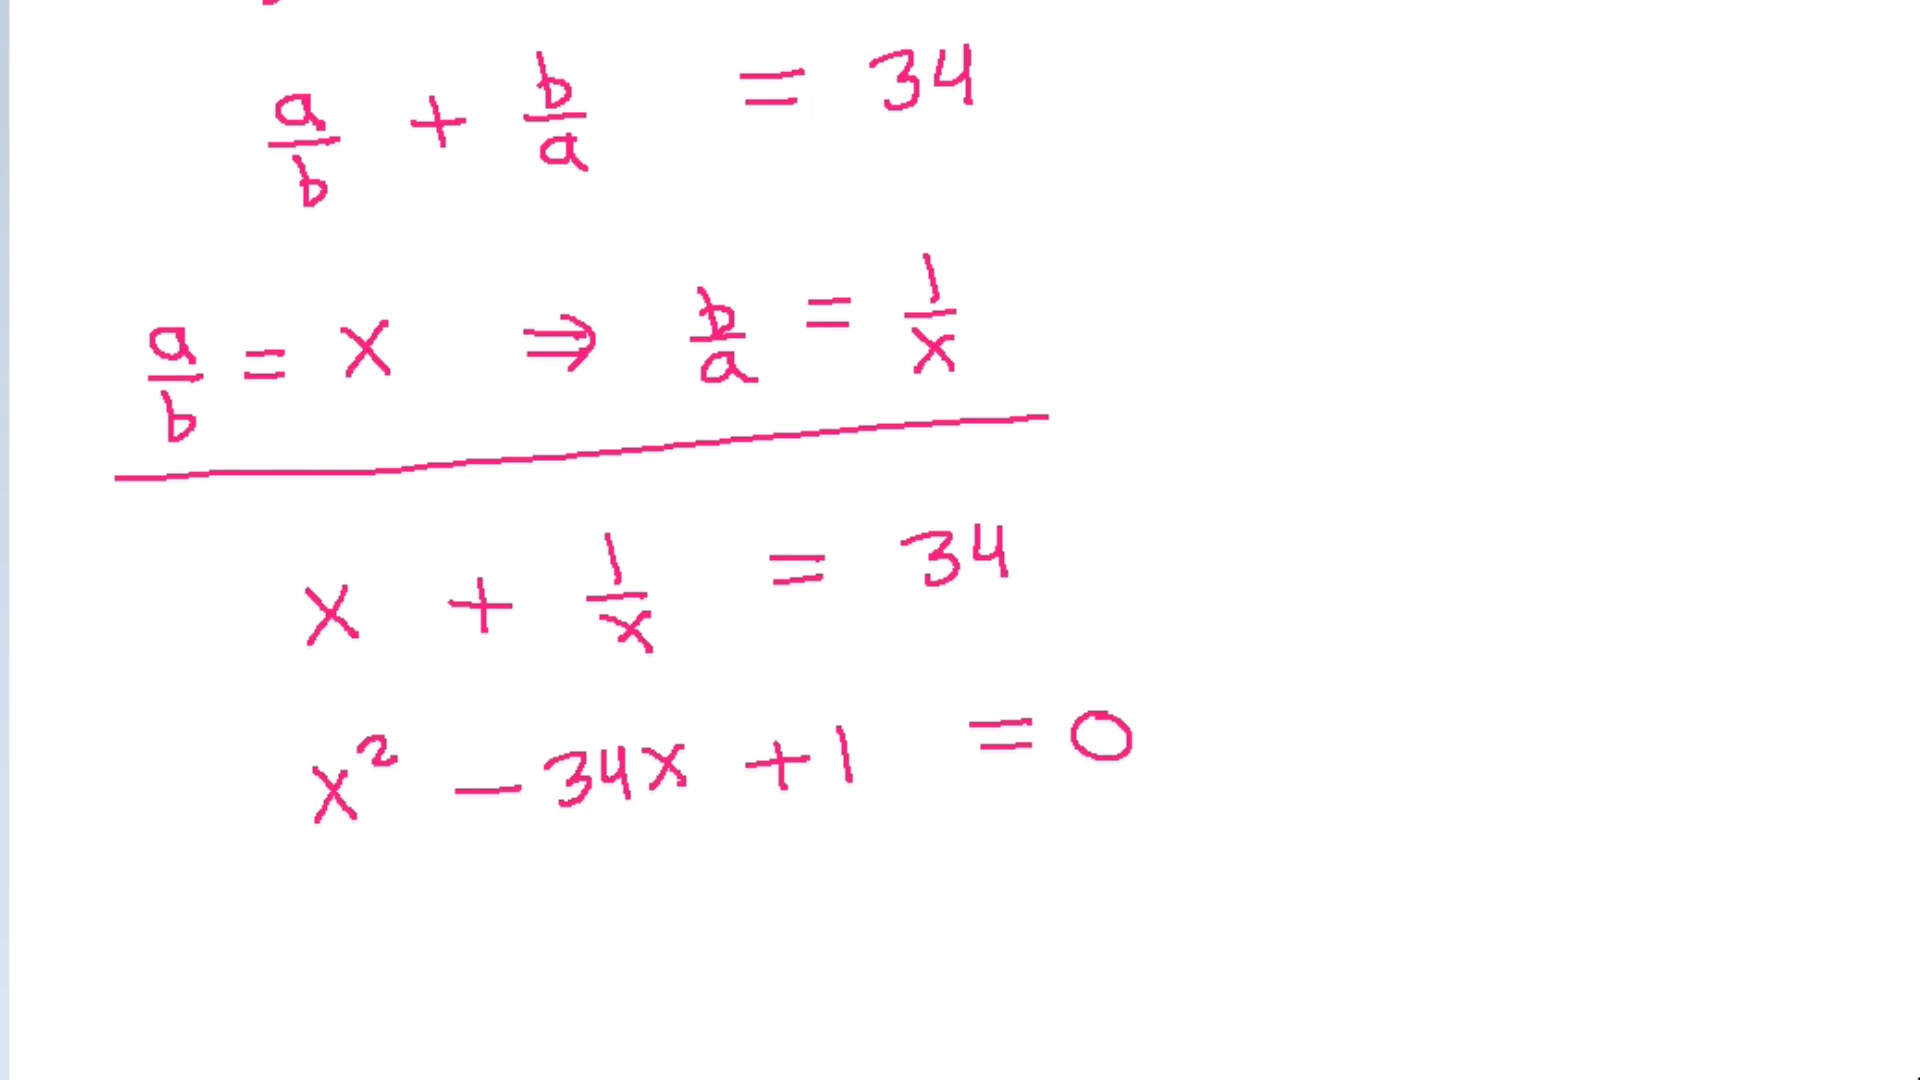 a/b + b/a = 34
a/b = x ⇒ b/a = 1/x
x + 1/x = 34
x² - 34x + 1 = 0